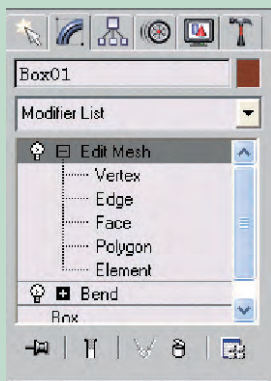 Box01
Modifier List
Edit Mesh
Vertex
Edge
Face
Polygon
Element
Bend
Box